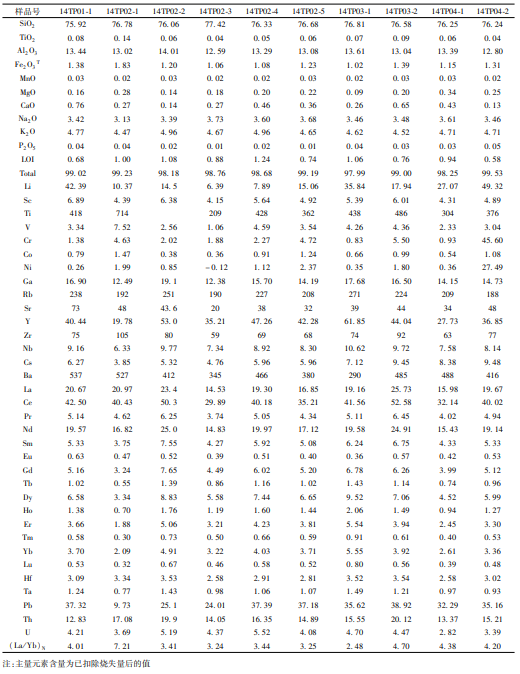 样品号 14TP01-1 14TP02-1 14TP02-2 14TP02-3 14TP02-4 14TP02-5 14TP03-1 14TP03-2 14TP04-1 14TP04-2
SiO2 75.92 76.78 76.06 77.42 76.33 76.68 76.81 76.58 76.25 76.24
TiO2 0.08 0.14 0.06 0.04 0.05 0.06 0.07 0.09 0.06 0.04
Al2O3 13.44 13.02 14.01 12.59 13.29 13.08 13.61 13.04 13.39 12.80
Fe2O3T 1.38 1.83 1.20 1.06 1.08 1.23 1.02 1.39 1.15 1.31
MnO 0.03 0.02 0.03 0.02 0.02 0.03 0.02 0.03 0.03 0.02
MgO 0.16 0.28 0.14 0.18 0.20 0.22 0.09 0.20 0.34 0.25
CaO 0.76 0.27 0.14 0.27 0.46 0.36 0.26 0.65 0.43 0.13
Na2O 3.42 3.13 3.39 3.73 3.60 3.68 3.46 3.48 3.61 3.46
K2O 4.77 4.47 4.96 4.67 4.96 4.65 4.62 4.52 4.71 4.71
P2O5 0.04 0.04 0.02 0.01 0.02 0.01 0.04 0.03 0.03 0.05
LOI 0.68 1.00 1.08 0.88 1.24 0.74 1.06 0.76 0.94 0.58
Total 99.02 99.23 98.18 98.76 98.68 99.19 97.99 99.00 98.25 99.53
Li 42.39 10.37 14.5 6.39 7.89 15.06 35.84 17.94 27.07 49.32
Sc 6.89 4.39 6.38 4.15 5.64 4.92 5.39 6.01 4.31 4.89
Ti 418 714 209 428 362 438 486 304 376
V 3.34 7.52 2.56 1.06 4.59 3.54 4.26 4.36 2.33 3.04
Cr 1.38 4.63 2.02 1.88 2.27 4.72 0.83 5.50 0.93 45.60
Co 0.79 1.47 0.38 0.36 0.91 1.24 0.66 0.99 0.54 1.08
Ni 0.26 1.99 0.85 -0.12 1.12 2.37 0.35 1.80 0.36 27.49
Ga 16.90 12.49 19.1 12.38 15.70 14.19 17.68 16.50 14.15 14.73
Rb 238 192 251 190 227 208 271 224 209 188
Sr 73 48 43.6 20 38 32 39 44 34 48
Y 40.44 19.78 53.0 35.21 47.26 42.28 61.85 44.04 27.73 36.85
Zr 75 105 80 59 69 68 74 92 63 77
Nb 9.16 6.33 9.77 7.34 8.92 8.30 10.62 9.72 7.58 8.14
Cs 6.27 3.85 5.32 4.76 5.96 5.96 7.12 9.45 8.38 9.48
Ba 537 527 412 345 466 380 290 485 488 416
La 20.67 20.97 23.4 14.53 19.30 16.85 19.16 25.73 15.98 19.67
Ce 42.50 40.43 50.3 29.89 40.18 35.21 41.56 52.58 32.14 40.02
Pr 5.14 4.62 6.25 3.74 5.05 4.34 5.11 6.45 4.02 4.94
Nd 19.57 16.82 25.0 14.83 19.97 17.12 19.58 24.91 15.43 19.14
Sm 5.33 3.75 7.55 4.27 5.92 5.08 6.24 6.75 4.33 5.33
Eu 0.63 0.47 0.52 0.39 0.51 0.40 0.36 0.57 0.42 0.53
Gd 5.16 3.24 7.65 4.49 6.02 5.20 6.78 6.26 3.99 5.12
Tb 1.02 0.55 1.39 0.86 1.16 1.02 1.43 1.14 0.74 0.96
Dy 6.58 3.34 8.83 5.58 7.44 6.65 9.52 7.06 4.52 5.99
Ho 1.38 0.70 1.76 1.19 1.60 1.44 2.06 1.49 0.94 1.27
Er 3.66 1.88 5.06 3.21 4.23 3.81 5.54 3.94 2.45 3.30
Tm 0.58 0.30 0.73 0.50 0.66 0.59 0.91 0.61 0.40 0.53
Yb 3.70 2.09 4.91 3.22 4.03 3.71 5.55 3.92 2.61 3.36
Lu 0.53 0.32 0.67 0.46 0.58 0.52 0.80 0.56 0.39 0.48
Hf 3.09 3.34 3.53 2.58 2.91 2.81 3.52 3.54 2.58 3.02
Ta 1.24 0.77 1.43 0.98 1.06 1.07 1.49 1.21 0.97 0.93
Pb 37.32 9.73 25.1 24.01 37.39 37.18 35.62 38.92 32.29 35.16
Th 12.83 17.08 19.9 14.05 16.35 14.89 15.55 20.12 13.37 15.21
U 4.21 3.69 5.19 4.37 5.52 4.08 4.70 4.47 2.82 2.39
(La/Yb)N 4.01 7.21 3.41 3.24 3.44 3.25 2.48 4.70 4.38 4.20
注:主量元素含量为已扣除烧失量后的值